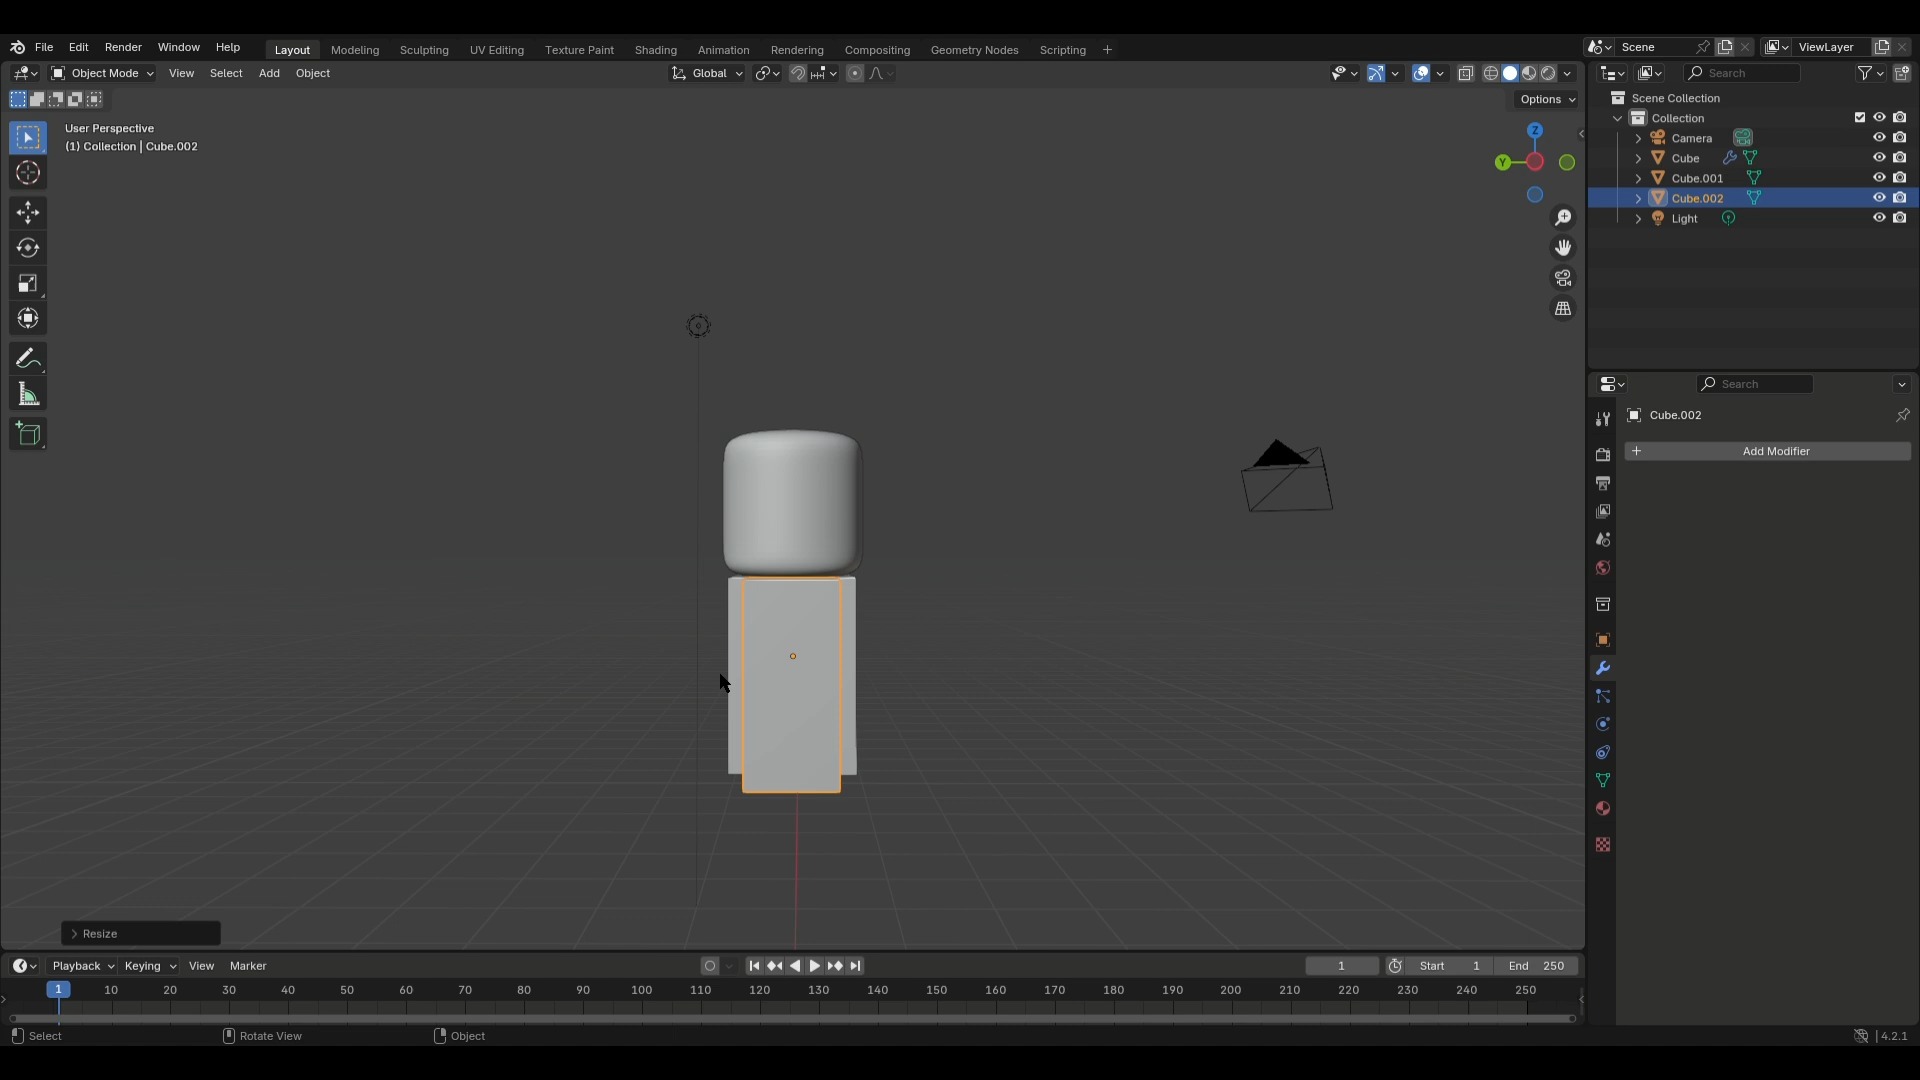 File Edit Render Window Help Layout Modeling Sculpting UV Editing Texture Paint Shading Animation Rendering Compositing Geometry Nodes Scripting + Scene ViewLayer
Object Mode View Select Add Object Global Search
Options
User Perspective
(1) Collection | Cube.002
Z
Y
Scene Collection
Collection
Camera
Cube
Cube.001
Cube.002
Light
Search
Cube.002
+ Add Modifier
Resize
Playback Keying View Marker 1 Start 1 End 250
1 10 20 30 40 50 60 70 80 90 100 110 120 130 140 150 160 170 180 190 200 210 220 230 240 250
Select Rotate View Object | 4.2.1